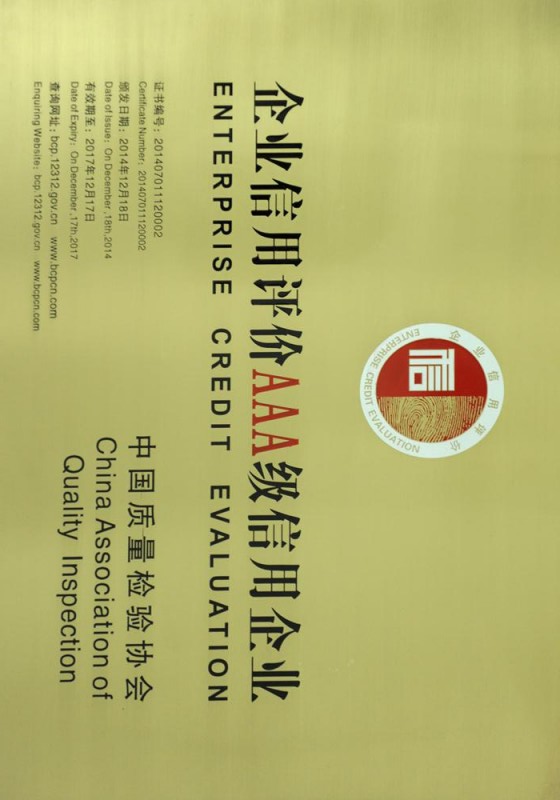 企业信用评价
ENTERPRISE CREDIT EVALUATION
信
企业信用评价AAA级信用企业
ENTERPRISE CREDIT EVALUATION
证书编号：201407011120002
Certificate Number：201407011120002
颁发日期：2014年12月18日
Date of Issue：On December ,18th,2014
有效期至：2017年12月17日
Date of Expiry：On December ,17th,2017
查询网址：bcp.12312.gov.cn www.bcpcn.com
Enquiring Website：bcp.12312.gov.cn www.bcpcn.com
中国质量检验协会
China Association of
Quality Inspection